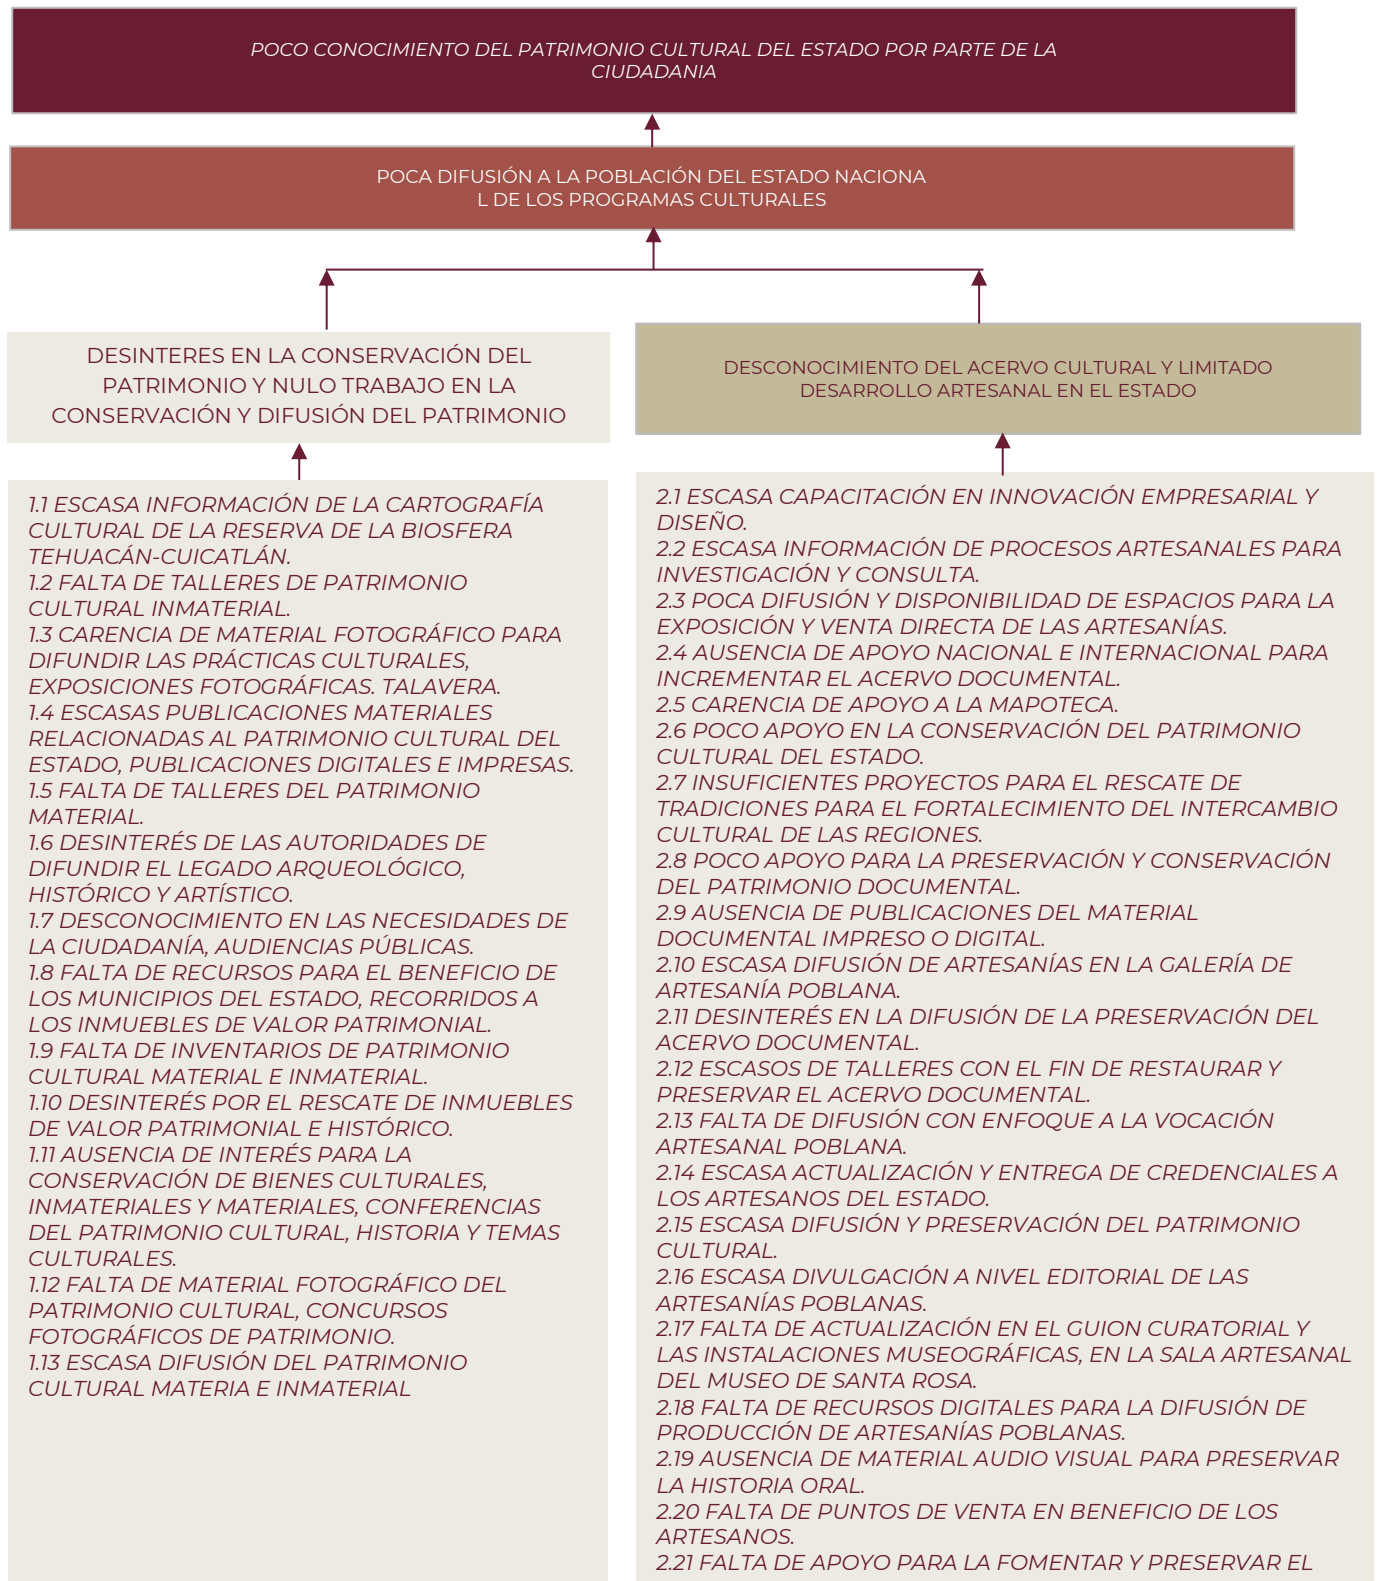 POCO CONOCIMIENTO DEL PATRIMONIO CULTURAL DEL ESTADO POR PARTE DE LA
CIUDADANIA
POCA DIFUSIÓN A LA POBLACIÓN DEL ESTADO NACIONA
L DE LOS PROGRAMAS CULTURALES
DESINTERES EN LA CONSERVACIÓN DEL
PATRIMONIO Y NULO TRABAJO EN LA
CONSERVACIÓN Y DIFUSIÓN DEL PATRIMONIO
DESCONOCIMIENTO DEL ACERVO CULTURAL Y LIMITADO
DESARROLLO ARTESANAL EN EL ESTADO
1.1 ESCASA INFORMACIÓN DE LA CARTOGRAFÍA
CULTURAL DE LA RESERVA DE LA BIOSFERA
TEHUACÁN-CUICATLÁN.
1.2 FALTA DE TALLERES DE PATRIMONIO
CULTURAL INMATERIAL.
1.3 CARENCIA DE MATERIAL FOTOGRÁFICO PARA
DIFUNDIR LAS PRÁCTICAS CULTURALES,
EXPOSICIONES FOTOGRÁFICAS. TALAVERA.
1.4 ESCASAS PUBLICACIONES MATERIALES
RELACIONADAS AL PATRIMONIO CULTURAL DEL
ESTADO, PUBLICACIONES DIGITALES E IMPRESAS.
1.5 FALTA DE TALLERES DEL PATRIMONIO
MATERIAL.
1.6 DESINTERÉS DE LAS AUTORIDADES DE
DIFUNDIR EL LEGADO ARQUEOLÓGICO,
HISTÓRICO Y ARTÍSTICO.
1.7 DESCONOCIMIENTO EN LAS NECESIDADES DE
LA CIUDADANÍA, AUDIENCIAS PÚBLICAS.
1.8 FALTA DE RECURSOS PARA EL BENEFICIO DE
LOS MUNICIPIOS DEL ESTADO, RECORRIDOS A
LOS INMUEBLES DE VALOR PATRIMONIAL.
1.9 FALTA DE INVENTARIOS DE PATRIMONIO
CULTURAL MATERIAL E INMATERIAL.
1.10 DESINTERÉS POR EL RESCATE DE INMUEBLES
DE VALOR PATRIMONIAL E HISTÓRICO.
1.11 AUSENCIA DE INTERÉS PARA LA
CONSERVACIÓN DE BIENES CULTURALES,
INMATERIALES Y MATERIALES, CONFERENCIAS
DEL PATRIMONIO CULTURAL, HISTORIA Y TEMAS
CULTURALES.
1.12 FALTA DE MATERIAL FOTOGRÁFICO DEL
PATRIMONIO CULTURAL, CONCURSOS
FOTOGRÁFICOS DE PATRIMONIO.
1.13 ESCASA DIFUSIÓN DEL PATRIMONIO
CULTURAL MATERIA E INMATERIAL
2.1 ESCASA CAPACITACIÓN EN INNOVACIÓN EMPRESARIAL Y
DISEÑO.
2.2 ESCASA INFORMACIÓN DE PROCESOS ARTESANALES PARA
INVESTIGACIÓN Y CONSULTA.
2.3 POCA DIFUSIÓN Y DISPONIBILIDAD DE ESPACIOS PARA LA
EXPOSICIÓN Y VENTA DIRECTA DE LAS ARTESANÍAS.
2.4 AUSENCIA DE APOYO NACIONAL E INTERNACIONAL PARA
INCREMENTAR EL ACERVO DOCUMENTAL.
2.5 CARENCIA DE APOYO A LA MAPOTECA.
2.6 POCO APOYO EN LA CONSERVACIÓN DEL PATRIMONIO
CULTURAL DEL ESTADO.
2.7 INSUFICIENTES PROYECTOS PARA EL RESCATE DE
TRADICIONES PARA EL FORTALECIMIENTO DEL INTERCAMBIO
CULTURAL DE LAS REGIONES.
2.8 POCO APOYO PARA LA PRESERVACIÓN Y CONSERVACIÓN
DEL PATRIMONIO DOCUMENTAL.
2.9 AUSENCIA DE PUBLICACIONES DEL MATERIAL
DOCUMENTAL IMPRESO O DIGITAL.
2.10 ESCASA DIFUSIÓN DE ARTESANÍAS EN LA GALERÍA DE
ARTESANÍA POBLANA.
2.11 DESINTERÉS EN LA DIFUSIÓN DE LA PRESERVACIÓN DEL
ACERVO DOCUMENTAL.
2.12 ESCASOS DE TALLERES CON EL FIN DE RESTAURAR Y
PRESERVAR EL ACERVO DOCUMENTAL.
2.13 FALTA DE DIFUSIÓN CON ENFOQUE A LA VOCACIÓN
ARTESANAL POBLANA.
2.14 ESCASA ACTUALIZACIÓN Y ENTREGA DE CREDENCIALES A
LOS ARTESANOS DEL ESTADO.
2.15 ESCASA DIFUSIÓN Y PRESERVACIÓN DEL PATRIMONIO
CULTURAL.
2.16 ESCASA DIVULGACIÓN A NIVEL EDITORIAL DE LAS
ARTESANÍAS POBLANAS.
2.17 FALTA DE ACTUALIZACIÓN EN EL GUION CURATORIAL Y
LAS INSTALACIONES MUSEOGRÁFICAS, EN LA SALA ARTESANAL
DEL MUSEO DE SANTA ROSA.
2.18 FALTA DE RECURSOS DIGITALES PARA LA DIFUSIÓN DE
PRODUCCIÓN DE ARTESANÍAS POBLANAS.
2.19 AUSENCIA DE MATERIAL AUDIO VISUAL PARA PRESERVAR
LA HISTORIA ORAL.
2.20 FALTA DE PUNTOS DE VENTA EN BENEFICIO DE LOS
ARTESANOS.
2.21 FALTA DE APOYO PARA LA FOMENTAR Y PRESERVAR EL